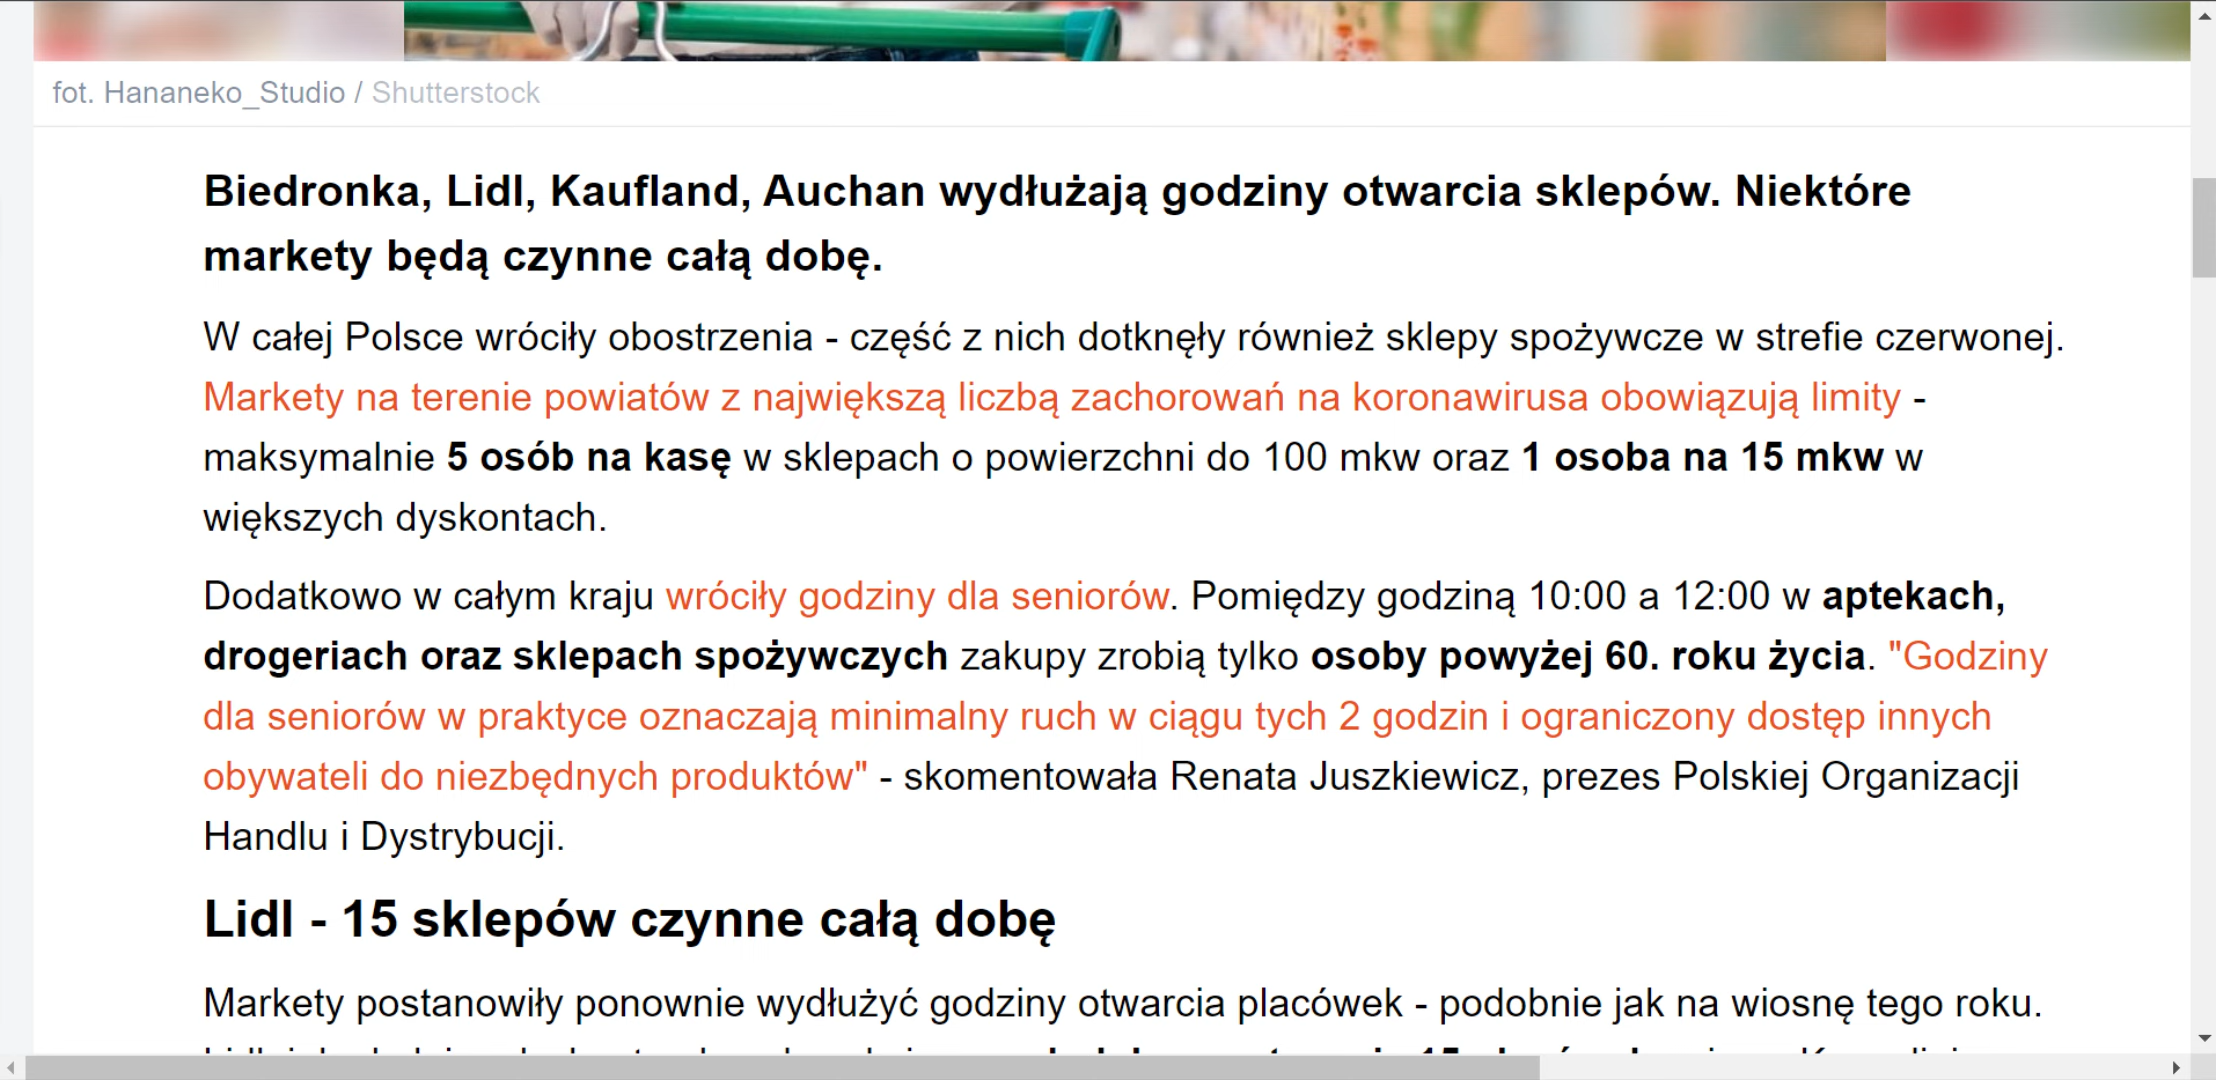 fot. Hananeko_Studio / Shutterstock
Biedronka, Lidl, Kaufland, Auchan wydłużają godziny otwarcia sklepów. Niektóre
markety będą czynne całą dobę.
W całej Polsce wróciły obostrzenia - część z nich dotknęły również sklepy spożywcze w strefie czerwonej.
Markety na terenie powiatów z największą liczbą zachorowań na koronawirusa obowiązują limity -
maksymalnie 5 osób na kasę w sklepach o powierzchni do 100 mkw oraz 1 osoba na 15 mkw w
większych dyskontach.
Dodatkowo w całym kraju wróciły godziny dla seniorów. Pomiędzy godziną 10:00 a 12:00 w aptekach,
drogeriach oraz sklepach spożywczych zakupy zrobią tylko osoby powyżej 60. roku życia. "Godziny
dla seniorów w praktyce oznaczają minimalny ruch w ciągu tych 2 godzin i ograniczony dostęp innych
obywateli do niezbędnych produktów" - skomentowała Renata Juszkiewicz, prezes Polskiej Organizacji
Handlu i Dystrybucji.
Lidl - 15 sklepów czynne całą dobę
Markety postanowiły ponownie wydłużyć godziny otwarcia placówek - podobnie jak na wiosnę tego roku.